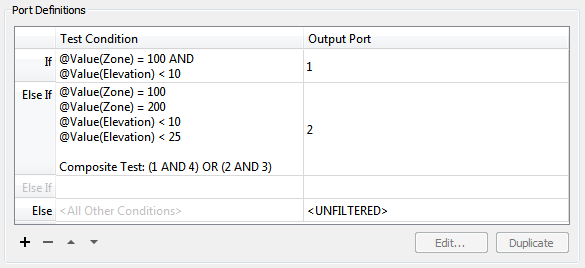 Port Definitions
Test Condition Output Port
If @Value(Zone) = 100 AND
@Value(Elevation) < 10 1
Else If @Value(Zone) = 100
@Value(Zone) = 200
@Value(Elevation) < 10
@Value(Elevation) < 25
2
Composite Test: (1 AND 4) OR (2 AND 3)
Else If
Else <All Other Conditions> <UNFILTERED>
Edit... Duplicate